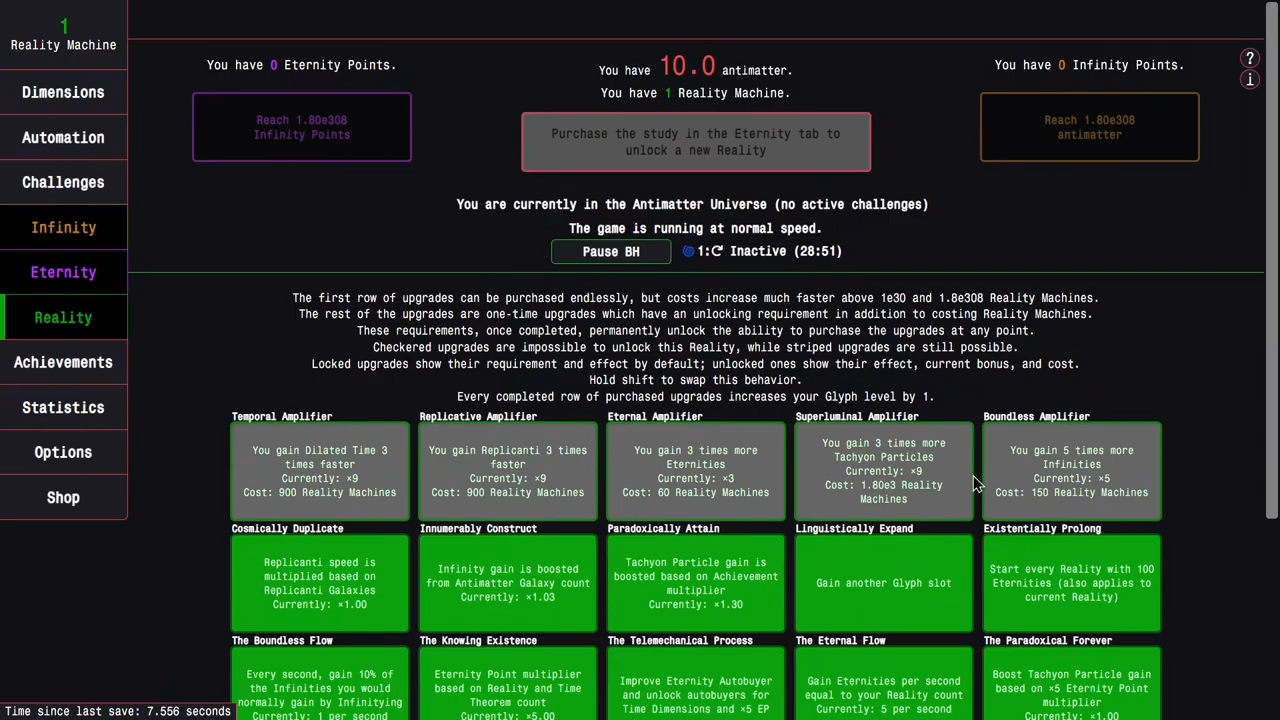 1
Reality Machine
Dimensions
Automation
Challenges
Infinity
Eternity
Reality
Achievements
Statistics
Options
Shop
You have 0 Eternity Points.
Reach 1.80e308
Infinity Points
You have 10.0 antimatter.
You have 1 Reality Machine.
Purchase the study in the Eternity tab to
unlock a new Reality
You have 0 Infinity Points.
Reach 1.80e308
antimatter
?
i
You are currently in the Antimatter Universe (no active challenges)
The game is running at normal speed.
Pause BH
1: Inactive (28:51)
The first row of upgrades can be purchased endlessly, but costs increase much faster above 1e30 and 1.8e308 Reality Machines.
The rest of the upgrades are one-time upgrades which have an unlocking requirement in addition to costing Reality Machines.
These requirements, once completed, permanently unlock the ability to purchase the upgrades at any point.
Checkered upgrades are impossible to unlock this Reality, while striped upgrades are still possible.
Locked upgrades show their requirement and effect by default; unlocked ones show their effect, current bonus, and cost.
Hold shift to swap this behavior.
Every completed row of purchased upgrades increases your Glyph level by 1.
Temporal Amplifier
You gain Dilated Time 3
times faster
Currently: ×9
Cost: 900 Reality Machines
Replicative Amplifier
You gain Replicanti 3 times
faster
Currently: ×9
Cost: 900 Reality Machines
Eternal Amplifier
You gain 3 times more
Eternities
Currently: ×3
Cost: 60 Reality Machines
Superluminal Amplifier
You gain 3 times more
Tachyon Particles
Currently: ×9
Cost: 1.80e3 Reality
Machines
Boundless Amplifier
You gain 5 times more
Infinities
Currently: ×5
Cost: 150 Reality Machines
Cosmically Duplicate
Replicanti speed is
multiplied based on
Replicanti Galaxies
Currently: ×1.00
Innumerably Construct
Infinity gain is boosted
from Antimatter Galaxy count
Currently: ×1.03
Paradoxically Attain
Tachyon Particle gain is
boosted based on Achievement
multiplier
Currently: ×1.30
Linguistically Expand
Gain another Glyph slot
Existentially Prolong
Start every Reality with 100
Eternities (also applies to
current Reality)
The Boundless Flow
Every second, gain 10% of
the Infinities you would
normally gain by Infinitying
Currently: 1 per second
The Knowing Existence
Eternity Point multiplier
based on Reality and Time
Theorem count
Currently: ×5.00
The Telemechanical Process
Improve Eternity Autobuyer
and unlock autobuyers for
Time Dimensions and ×5 EP
The Eternal Flow
Gain Eternities per second
equal to your Reality count
Currently: 5 per second
The Paradoxical Forever
Boost Tachyon Particle gain
based on ×5 Eternity Point
multiplier
Currently: ×1.00
Time since last save: 7.556 seconds